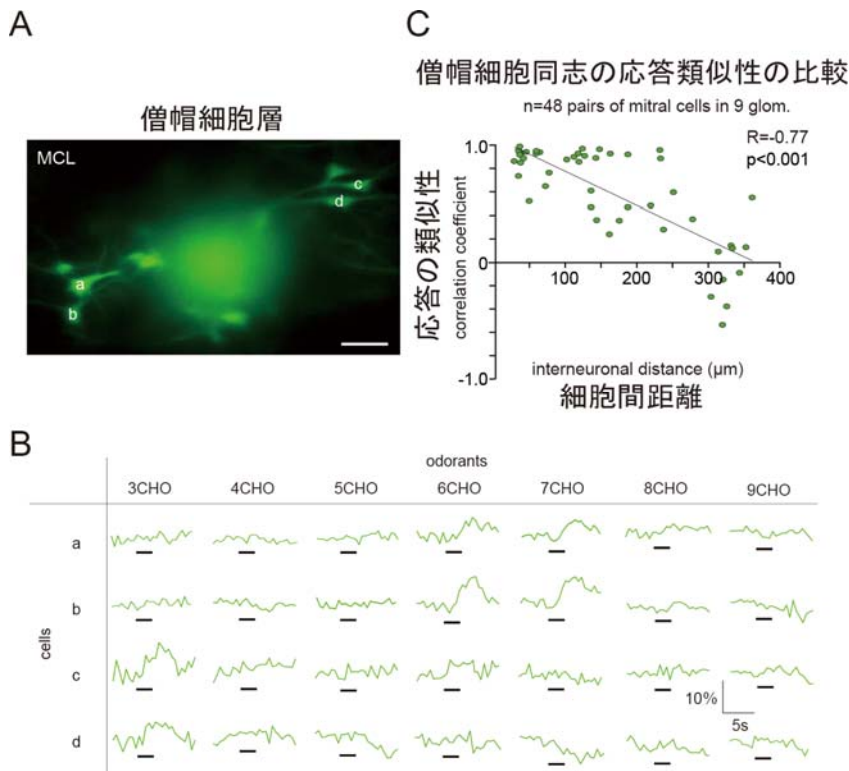 A
僧帽細胞層
MCL
a
b
c
d
C
僧帽細胞同志の応答類似性の比較
n=48 pairs of mitral cells in 9 glom.
R=-0.77
p<0.001
応答の類似性
correlation coefficient
1.0
0
-1.0
100
200
300
400
interneuronal distance (µm)
細胞間距離
B
odorants
3CHO 4CHO 5CHO 6CHO 7CHO 8CHO 9CHO
cells
a
b
c
d
10%
5s